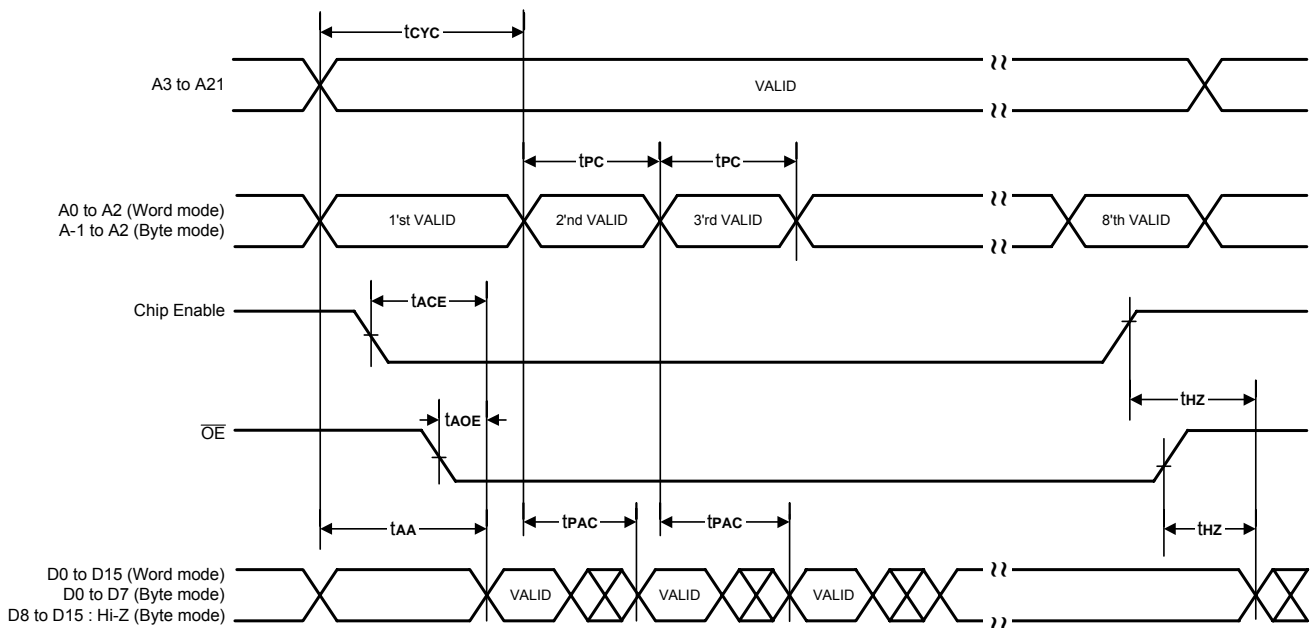 tCYC
A3 to A21
VALID
tPC
tPC
A0 to A2 (Word mode)
A-1 to A2 (Byte mode)
1'st VALID
2'nd VALID
3'rd VALID
8'th VALID
tACE
Chip Enable
tHZ
tAOE
OE
tAA
tPAC
tPAC
tHZ
D0 to D15 (Word mode)
D0 to D7 (Byte mode)
D8 to D15 : Hi-Z (Byte mode)
VALID
VALID
VALID